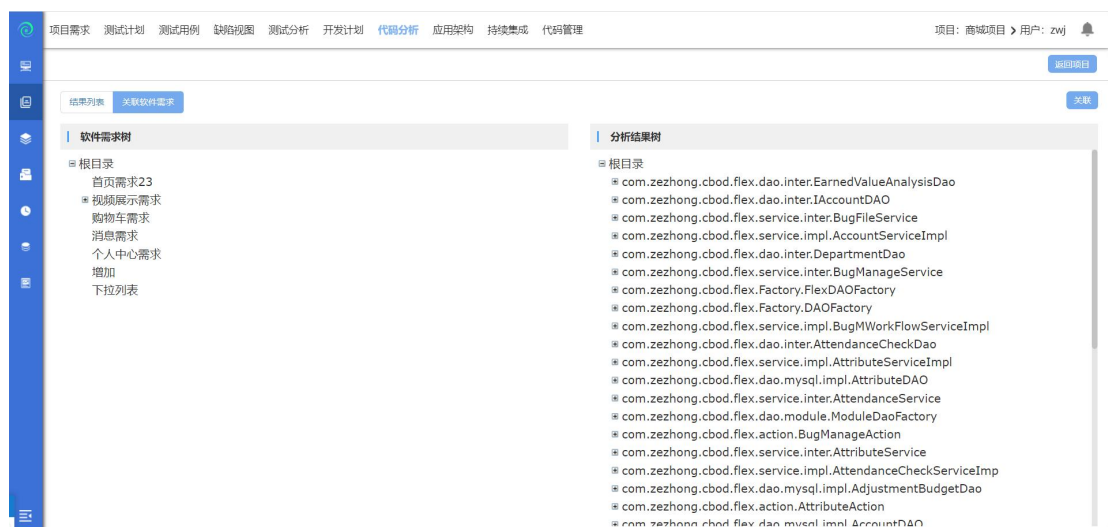 项目需求 测试计划 测试用例 缺陷视图 测试分析 开发计划 代码分析 应用架构 持续集成 代码管理 项目：商城项目 用户：zwj
返回项目
结果列表 关联软件需求 关联
软件需求树
根目录
首页需求23
视频展示需求
购物车需求
消息需求
个人中心需求
增加
下拉列表
分析结果树
根目录
com.zezhong.cbod.flex.dao.inter.EarnedValueAnalysisDao
com.zezhong.cbod.flex.dao.inter.IAccountDAO
com.zezhong.cbod.flex.service.inter.BugFileService
com.zezhong.cbod.flex.service.impl.AccountServiceImpl
com.zezhong.cbod.flex.dao.inter.DepartmentDao
com.zezhong.cbod.flex.service.inter.BugManageService
com.zezhong.cbod.flex.Factory.FlexDAOFactory
com.zezhong.cbod.flex.Factory.DAOFactory
com.zezhong.cbod.flex.service.impl.BugMWorkFlowServiceImpl
com.zezhong.cbod.flex.dao.inter.AttendanceCheckDao
com.zezhong.cbod.flex.service.impl.AttributeServiceImpl
com.zezhong.cbod.flex.dao.mysql.impl.AttributeDAO
com.zezhong.cbod.flex.service.inter.AttendanceService
com.zezhong.cbod.flex.dao.module.ModuleDaoFactory
com.zezhong.cbod.flex.action.BugManageAction
com.zezhong.cbod.flex.service.inter.AttributeService
com.zezhong.cbod.flex.service.impl.AttendanceCheckServiceImp
com.zezhong.cbod.flex.dao.mysql.impl.AdjustmentBudgetDao
com.zezhong.cbod.flex.action.AttributeAction
com.zezhong.cbod.flex.dao.mysql.impl.AccountDAO